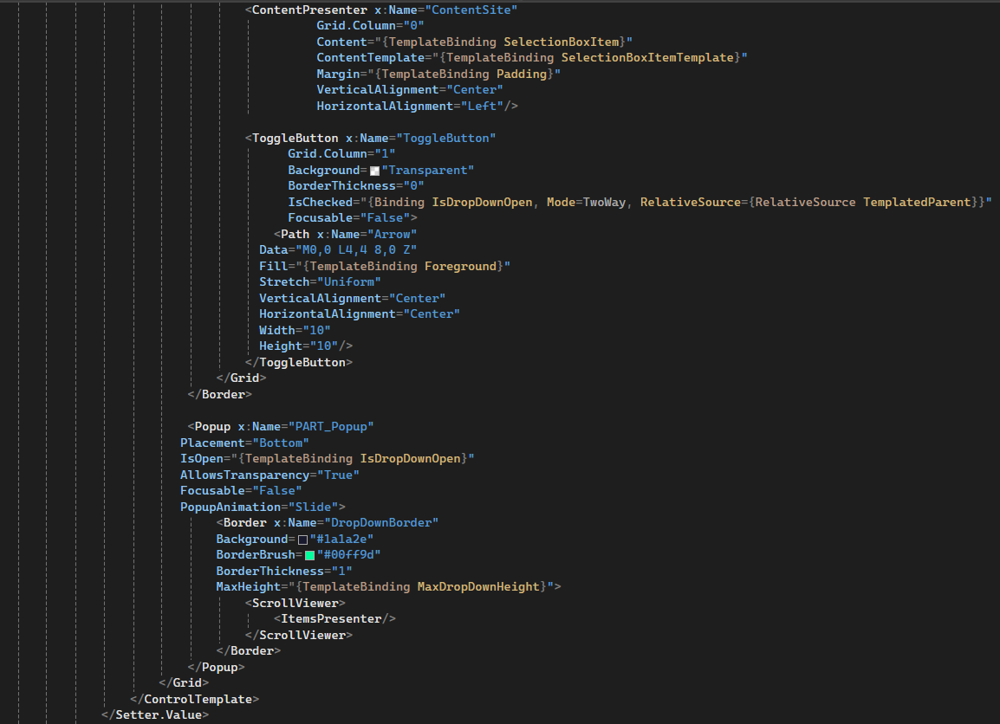 <ContentPresenter x:Name="ContentSite"
Grid.Column="0"
Content="{TemplateBinding SelectionBoxItem}"
ContentTemplate="{TemplateBinding SelectionBoxItemTemplate}"
Margin="{TemplateBinding Padding}"
VerticalAlignment="Center"
HorizontalAlignment="Left"/>
<ToggleButton x:Name="ToggleButton"
Grid.Column="1"
Background="Transparent"
BorderThickness="0"
IsChecked="{Binding IsDropDownOpen, Mode=TwoWay, RelativeSource={RelativeSource TemplatedParent}}"
Focusable="False">
<Path x:Name="Arrow"
Data="M0,0 L4,4 8,0 Z"
Fill="{TemplateBinding Foreground}"
Stretch="Uniform"
VerticalAlignment="Center"
HorizontalAlignment="Center"
Width="10"
Height="10"/>
</ToggleButton>
</Grid>
</Border>
<Popup x:Name="PART_Popup"
Placement="Bottom"
IsOpen="{TemplateBinding IsDropDownOpen}"
AllowsTransparency="True"
Focusable="False"
PopupAnimation="Slide">
<Border x:Name="DropDownBorder"
Background="#1a1a2e"
BorderBrush="#00ff9d"
BorderThickness="1"
MaxHeight="{TemplateBinding MaxDropDownHeight}">
<ScrollViewer>
<ItemsPresenter/>
</ScrollViewer>
</Border>
</Popup>
</Grid>
</ControlTemplate>
</Setter.Value>